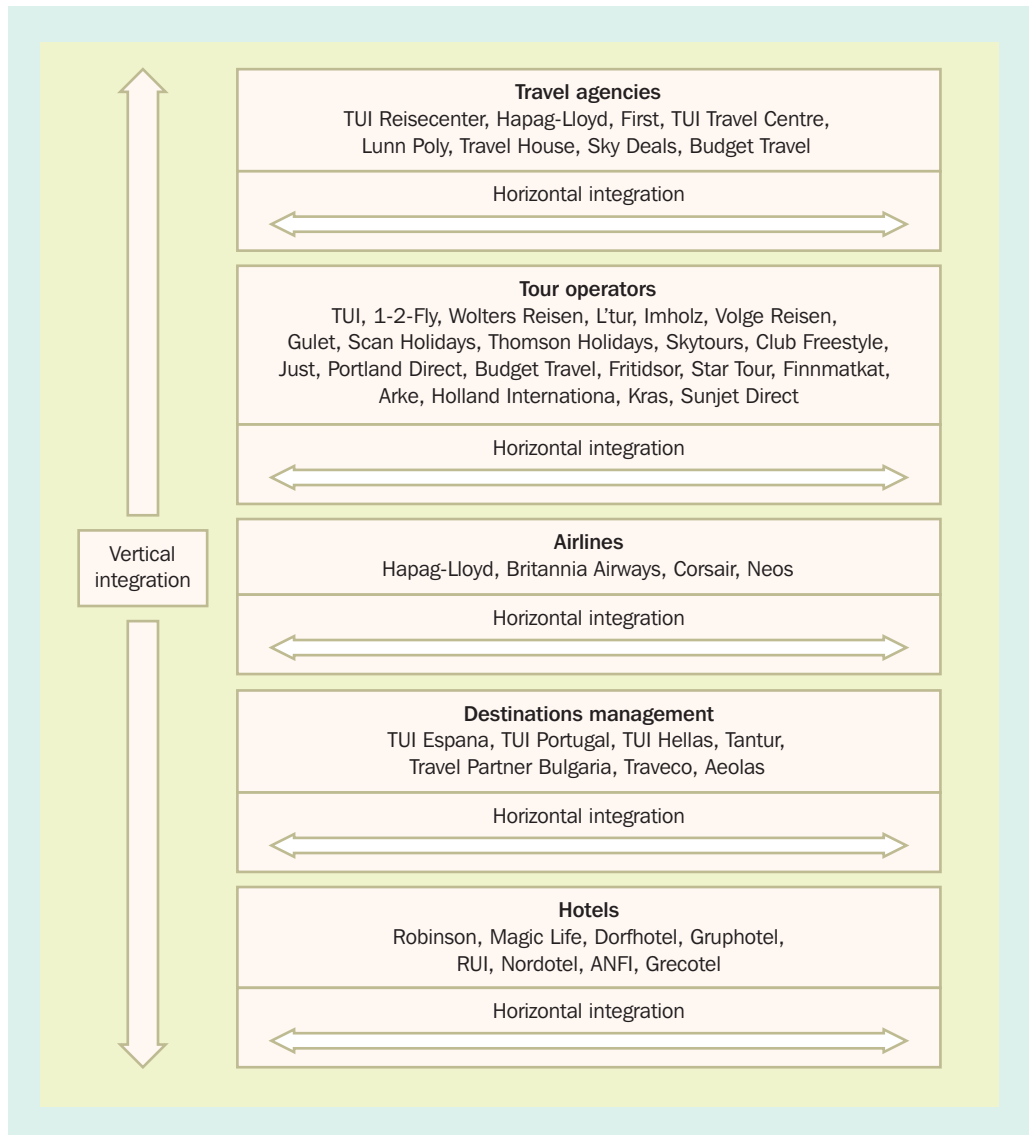 Travel agencies
TUI Reisecenter, Hapag-Lloyd, First, TUI Travel Centre,
Lunn Poly, Travel House, Sky Deals, Budget Travel
Horizontal integration
Tour operators
TUI, 1-2-Fly, Wolters Reisen, L’tur, Imholz, Volge Reisen,
Gulet, Scan Holidays, Thomson Holidays, Skytours, Club Freestyle,
Just, Portland Direct, Budget Travel, Fritidsor, Star Tour, Finnmatkat,
Arke, Holland Internationa, Kras, Sunjet Direct
Horizontal integration
Vertical
integration
Airlines
Hapag-Lloyd, Britannia Airways, Corsair, Neos
Horizontal integration
Destinations management
TUI Espana, TUI Portugal, TUI Hellas, Tantur,
Travel Partner Bulgaria, Traveco, Aeolas
Horizontal integration
Hotels
Robinson, Magic Life, Dorfhotel, Gruphotel,
RUI, Nordotel, ANFI, Grecotel
Horizontal integration